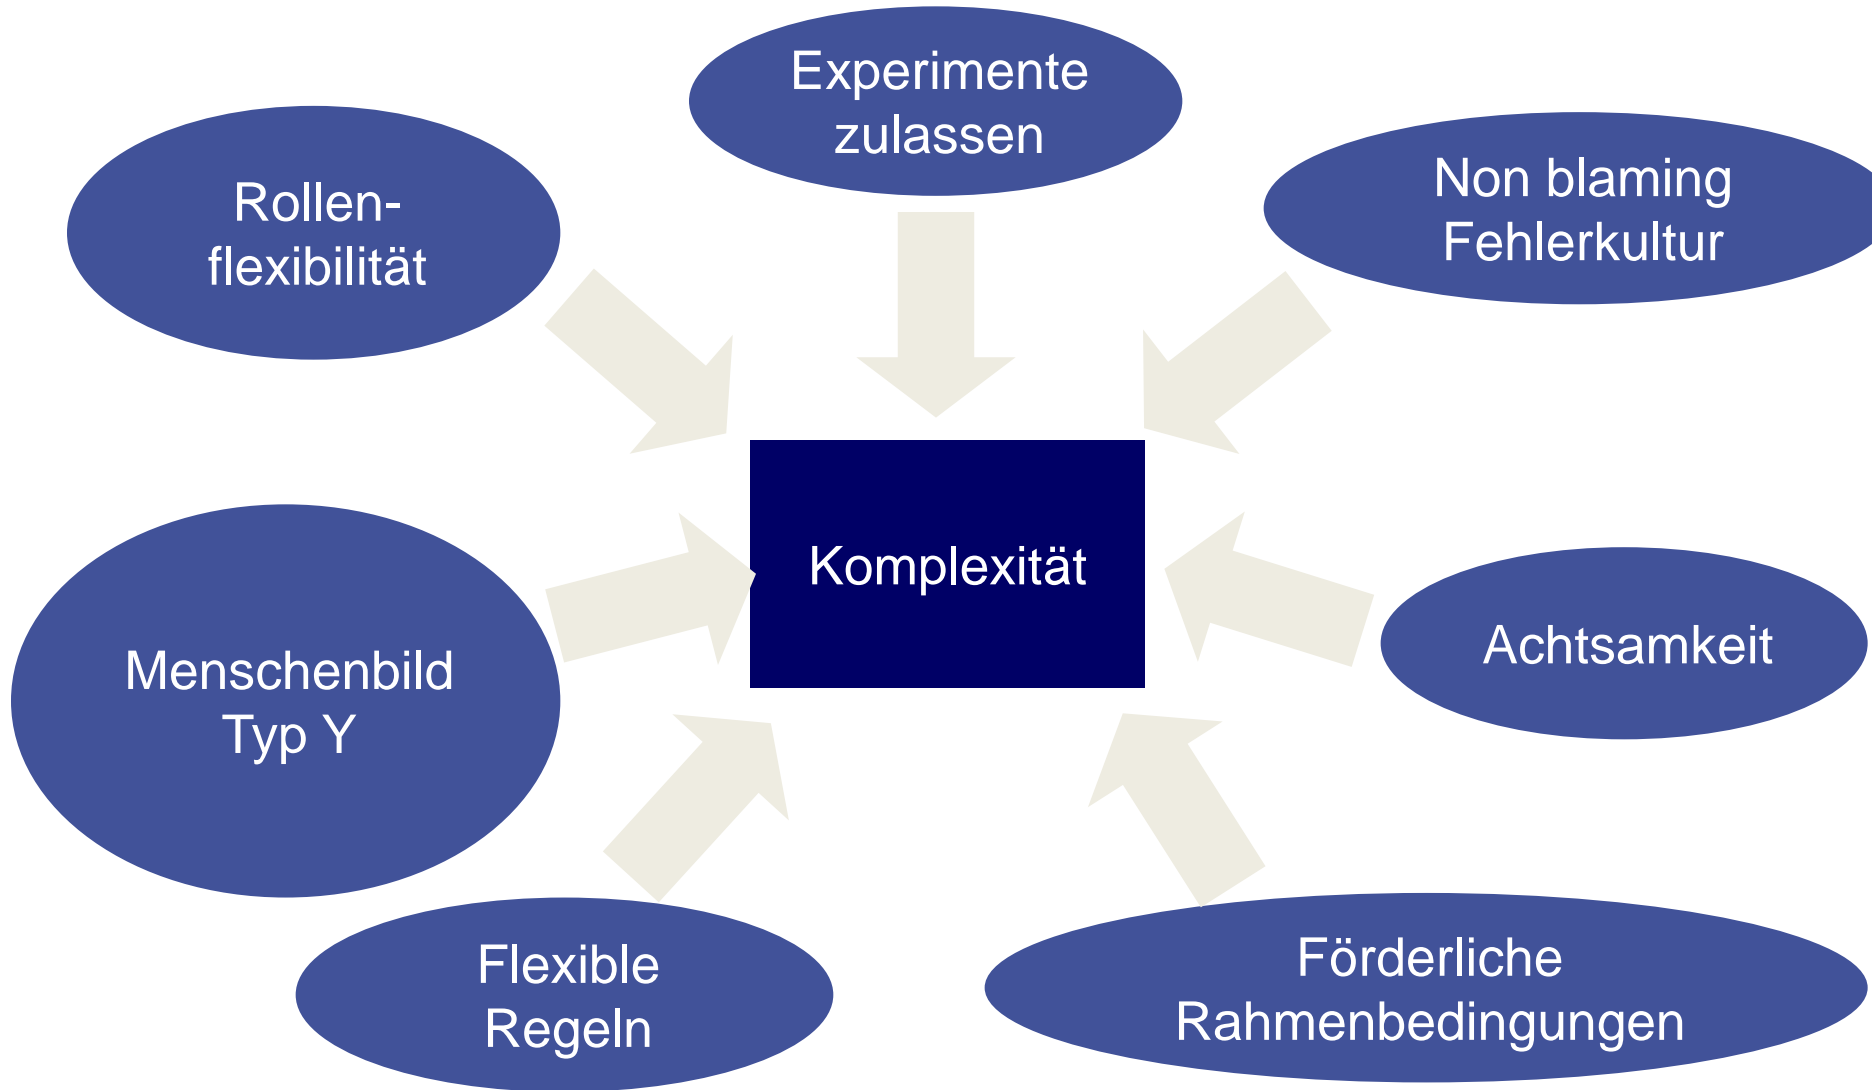 Experimente
zulassen
Rollen-
flexibilität
Non blaming
Fehlerkultur
Komplexität
Menschenbild
Typ Y
Achtsamkeit
Flexible
Regeln
Förderliche
Rahmenbedingungen